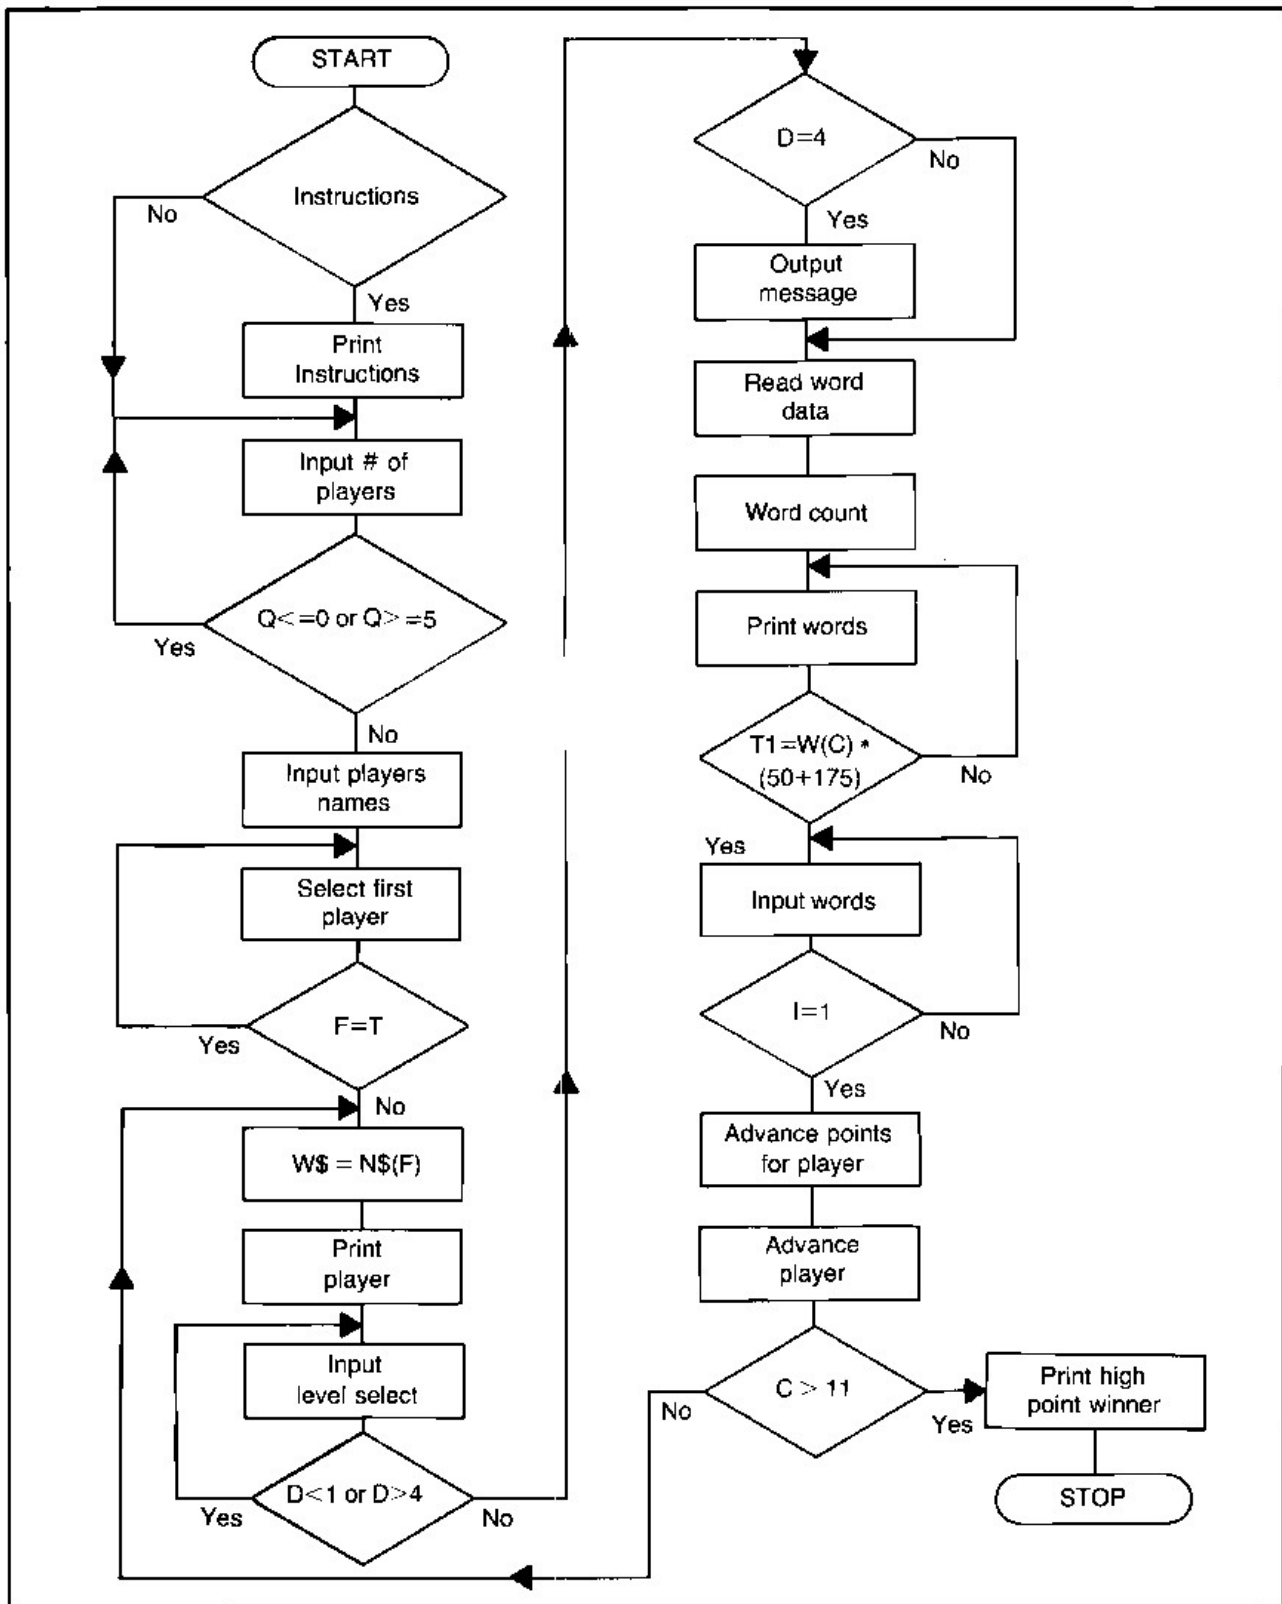 START
Instructions
No
Yes
Print
Instructions
Input # of
players
Q<=0 or Q>=5
Yes
No
Input players
names
Select first
player
F=T
Yes
No
W$ = N$(F)
Print
player
Input
level select
D<1 or D>4
Yes
No
D=4
No
Yes
Output
message
Read word
data
Word count
Print words
T1=W(C) *
(50+175)
No
Yes
Input words
I=1
No
Yes
Advance points
for player
Advance
player
C > 11
No
Yes
Print high
point winner
STOP